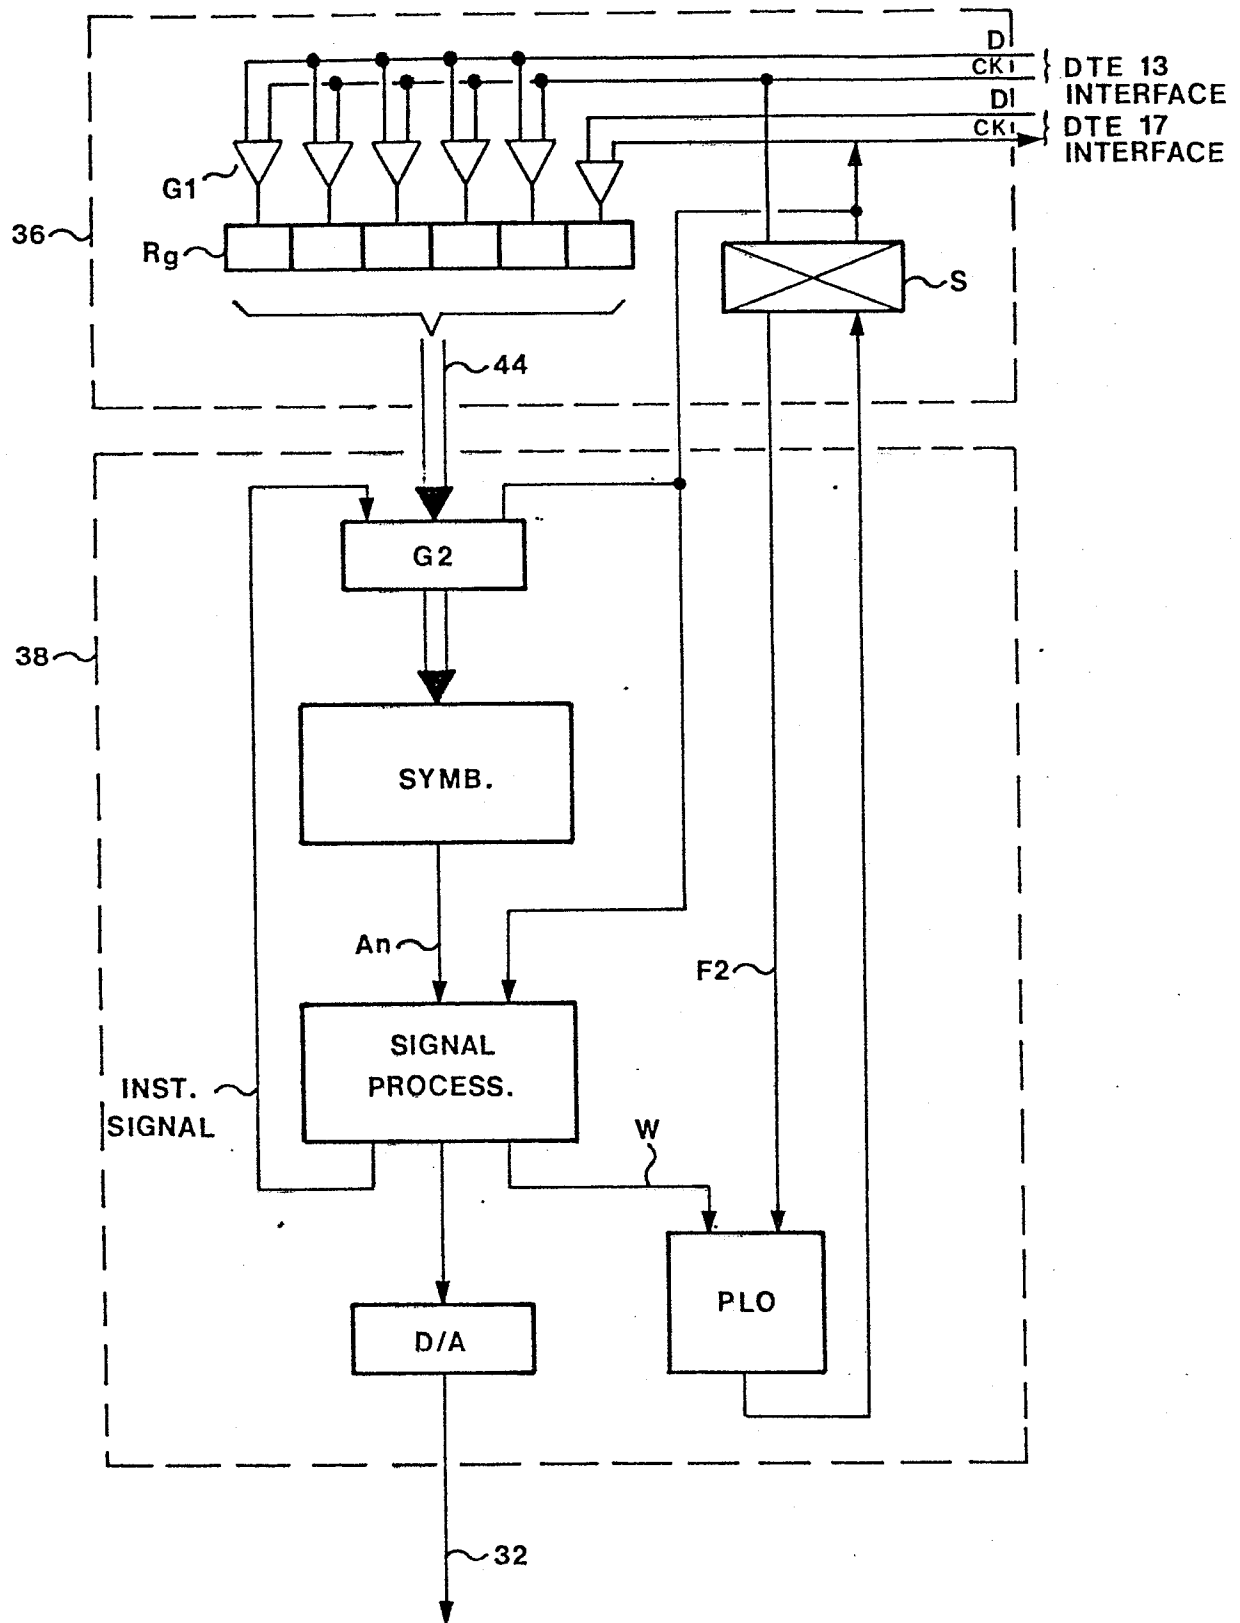 D
CK
DTE 13
INTERFACE
D
CK
DTE 17
INTERFACE
G1
36
Rg
S
44
G2
38
SYMB.
An
F2
SIGNAL
PROCESS.
INST.
SIGNAL
W
PLO
D/A
32